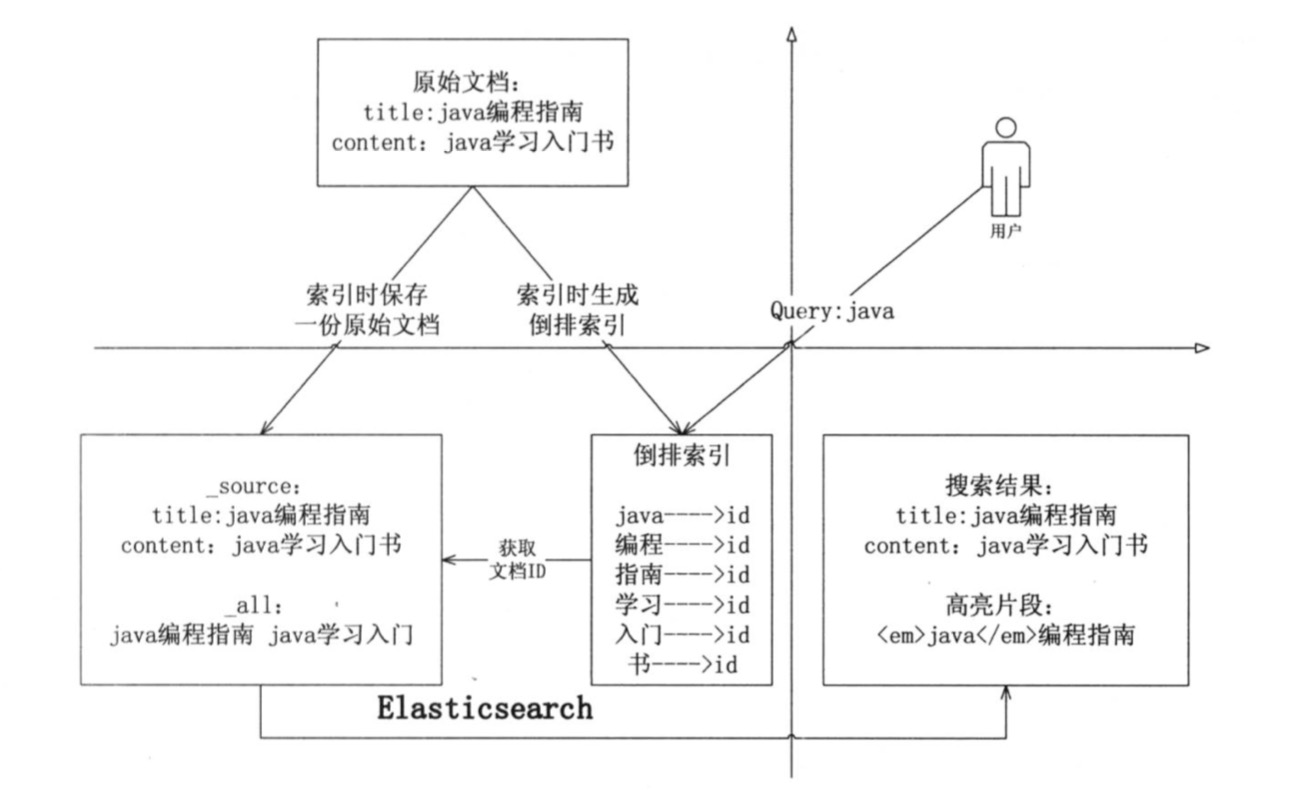 原始文档：
title:java编程指南
content：java学习入门书
用户
索引时保存
一份原始文档
索引时生成
倒排索引
Query:java
_source：
title:java编程指南
content：java学习入门书
_all：
java编程指南 java学习入门
获取
文档ID
倒排索引
java---->id
编程---->id
指南---->id
学习---->id
入门---->id
书---->id
搜索结果：
title:java编程指南
content：java学习入门书
高亮片段：
<em>java</em>编程指南
Elasticsearch